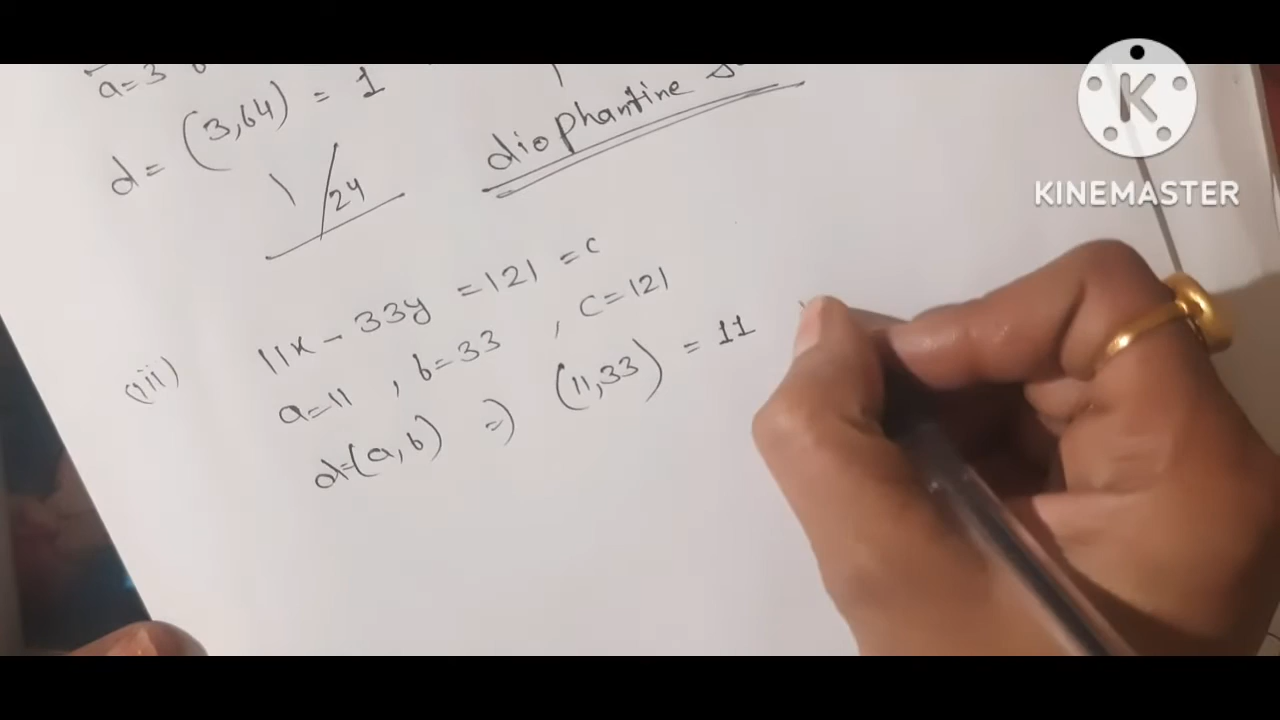 a=3
d = (3,64) = 1
1/24
diophantine
(iii) 11x - 33y = 121 = c
a=11 , b=33 , c=121
d=(a,b) =) (11,33) = 11
K
KINEMASTER